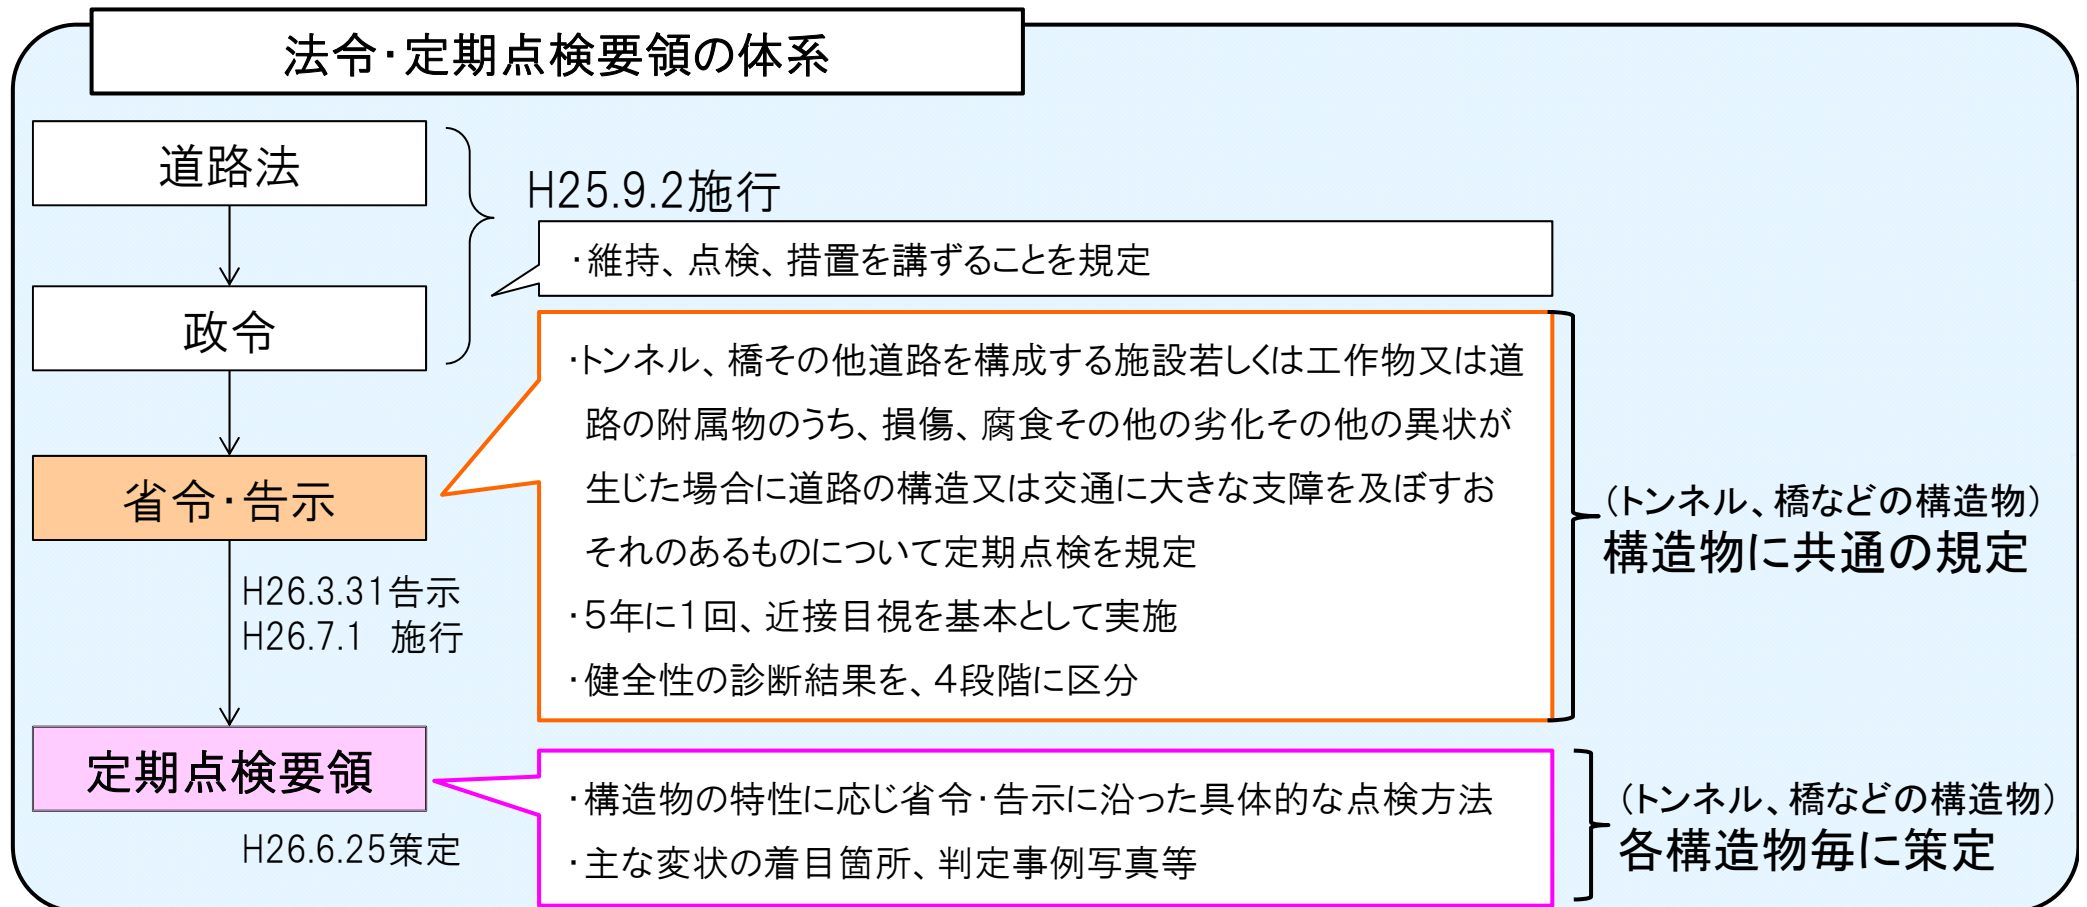 法令・定期点検要領の体系
道路法
H25.9.2施行
・維持、点検、措置を講ずることを規定
政令
・トンネル、橋その他道路を構成する施設若しくは工作物又は道
路の附属物のうち、損傷、腐食その他の劣化その他の異状が
生じた場合に道路の構造又は交通に大きな支障を及ぼすお
それのあるものについて定期点検を規定
・5年に1回、近接目視を基本として実施
・健全性の診断結果を、4段階に区分
省令・告示
(トンネル、橋などの構造物)
構造物に共通の規定
H26.3.31告示
H26.7.1 施行
定期点検要領
H26.6.25策定
・構造物の特性に応じ省令・告示に沿った具体的な点検方法
・主な変状の着目箇所、判定事例写真等
(トンネル、橋などの構造物)
各構造物毎に策定